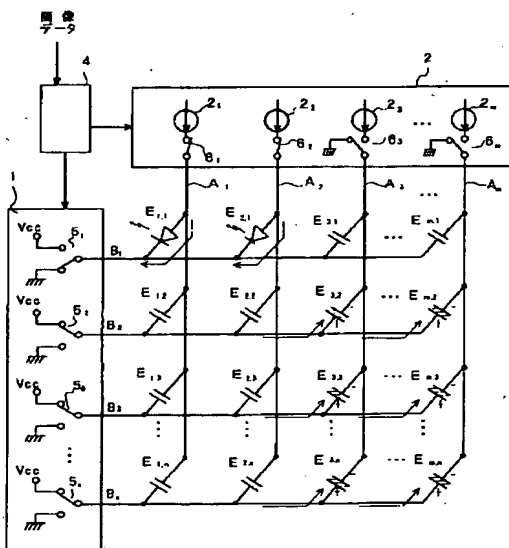 画像
データ
4
2
2₁ 2₂ 2₃ … 2ₘ
6₁ 6₂ 6₃ 6ₘ
1
A₁ A₂ A₃ … Aₘ
Vcc 5₁ B₁ E₁,₁ E₂,₁ E₃,₁ … Eₘ,₁
Vcc 5₂ B₂ E₁,₂ E₂,₂ E₃,₂ … Eₘ,₂
Vcc 5₃ B₃ E₁,₃ E₂,₃ E₃,₃ … Eₘ,₃
Vcc 5ₙ Bₙ E₁,ₙ E₂,ₙ E₃,ₙ … Eₘ,ₙ